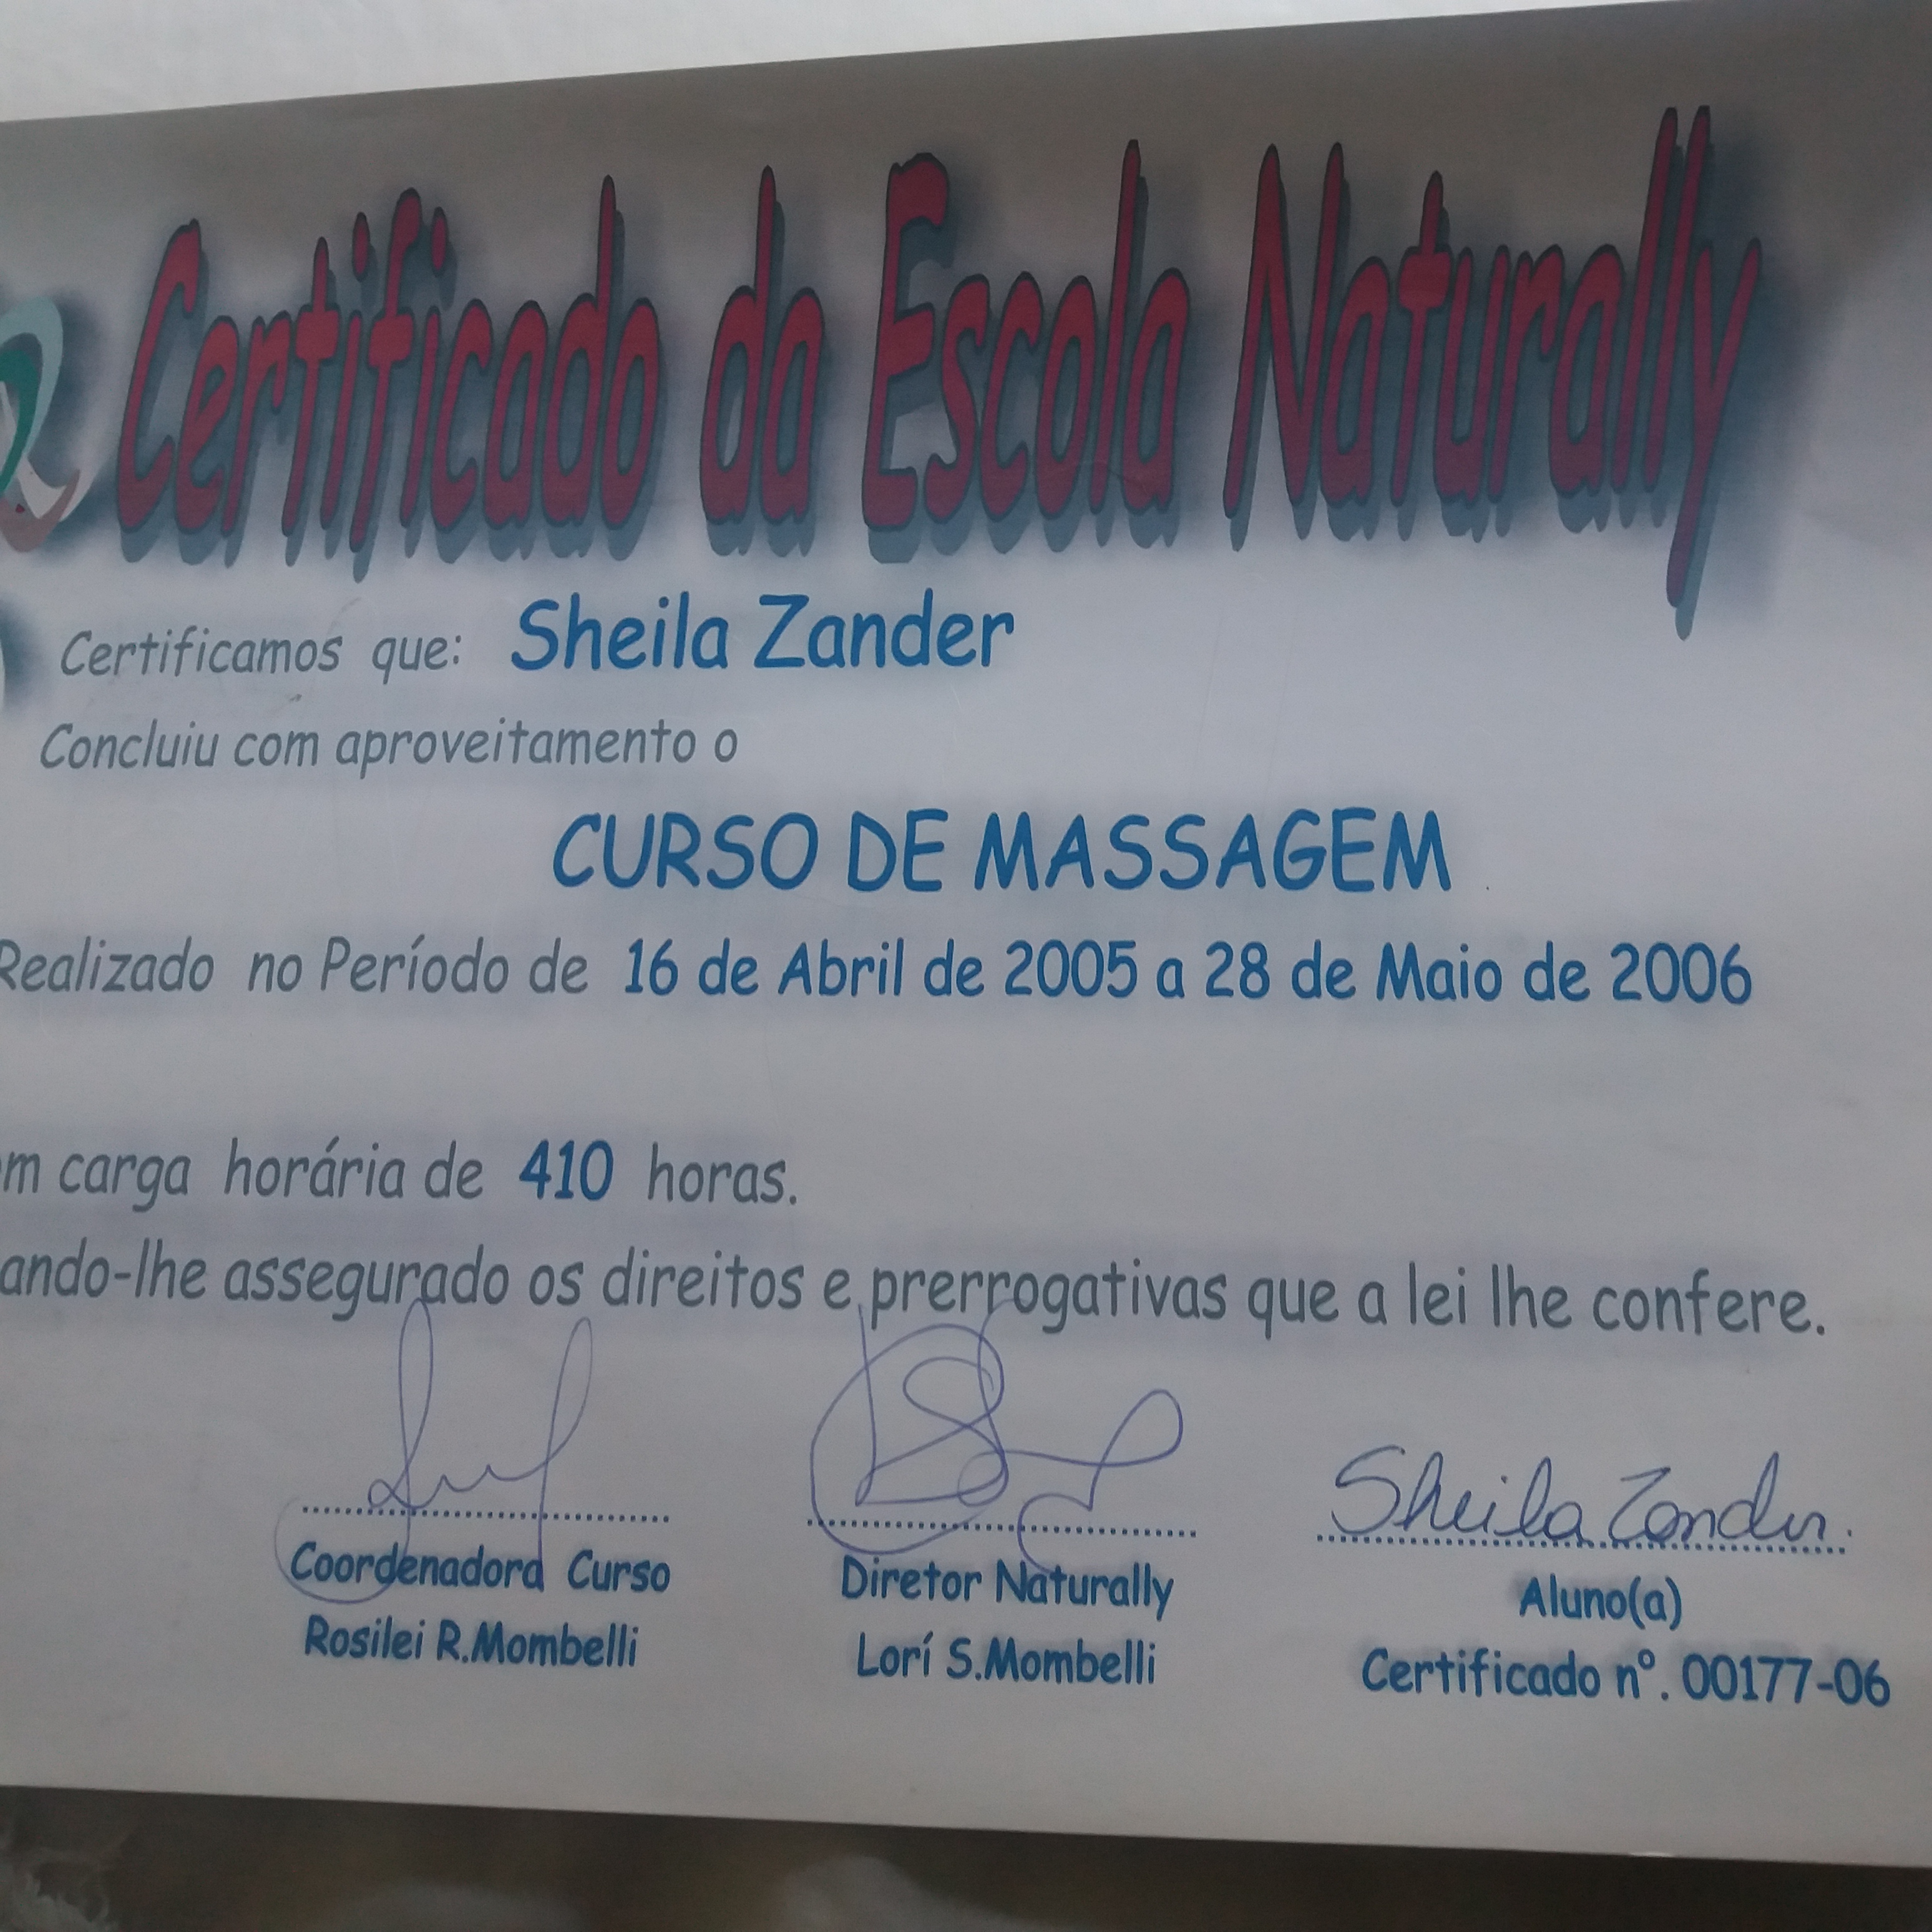 Certificado da Escola Naturally
Certificamos que: Sheila Zander
Concluiu com aproveitamento o
CURSO DE MASSAGEM
Realizado no Período de 16 de Abril de 2005 a 28 de Maio de 2006
m carga horária de 410 horas.
ando-lhe assegurado os direitos e prerrogativas que a lei lhe confere.
Sheila Zander
Coordenadora Curso Diretor Naturally Aluno(a)
Rosilei R.Mombelli Lorí S.Mombelli Certificado nº. 00177-06